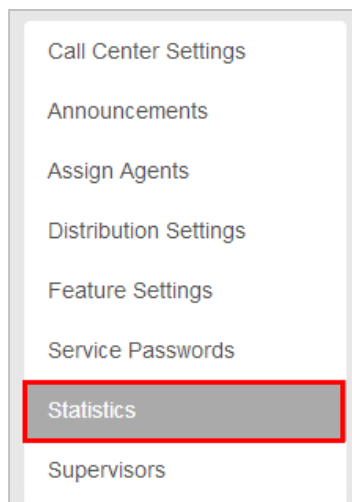 Call Center Settings
Announcements
Assign Agents
Distribution Settings
Feature Settings
Service Passwords
Statistics
Supervisors